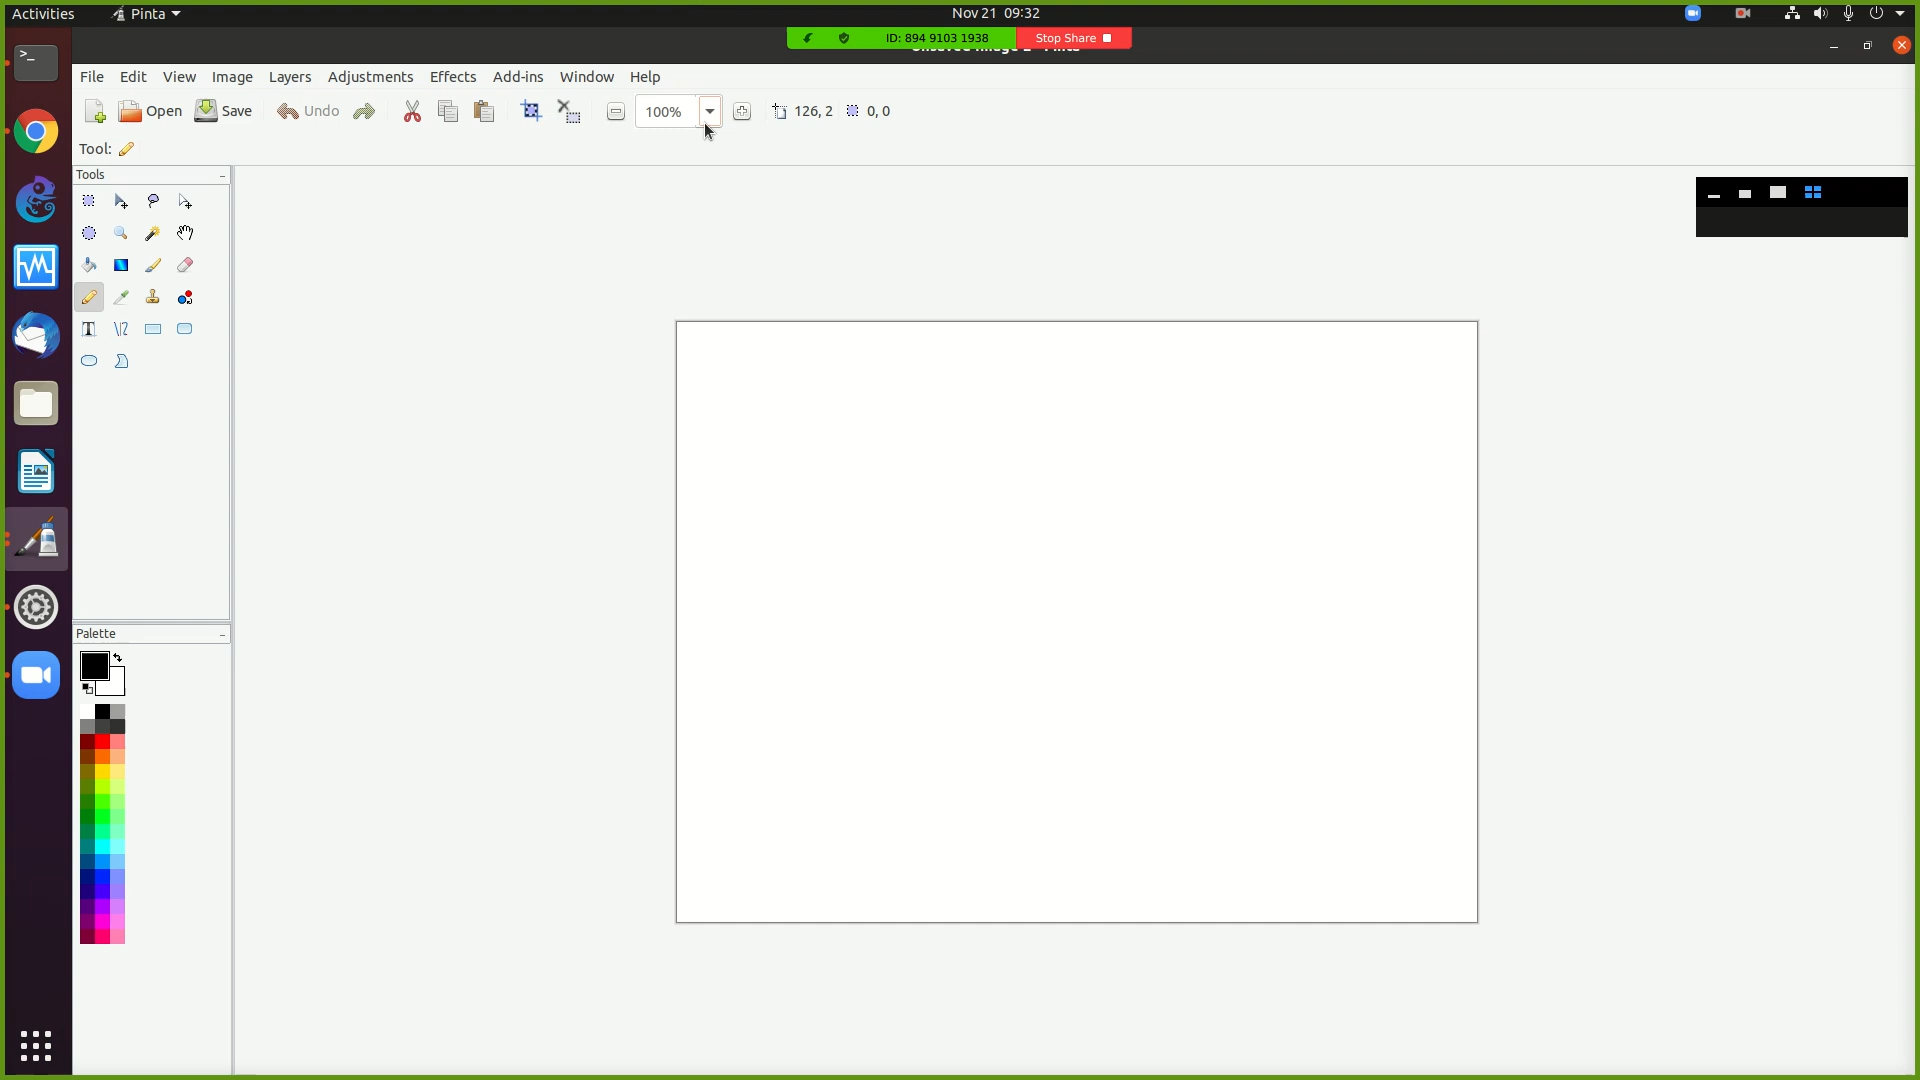 Activities
Pinta
Nov 21 09:32
ID: 894 9103 1938
Stop Share
File Edit View Image Layers Adjustments Effects Add-ins Window Help
Open Save Undo 100% 126, 2 0, 0
Tool:
Tools
Palette